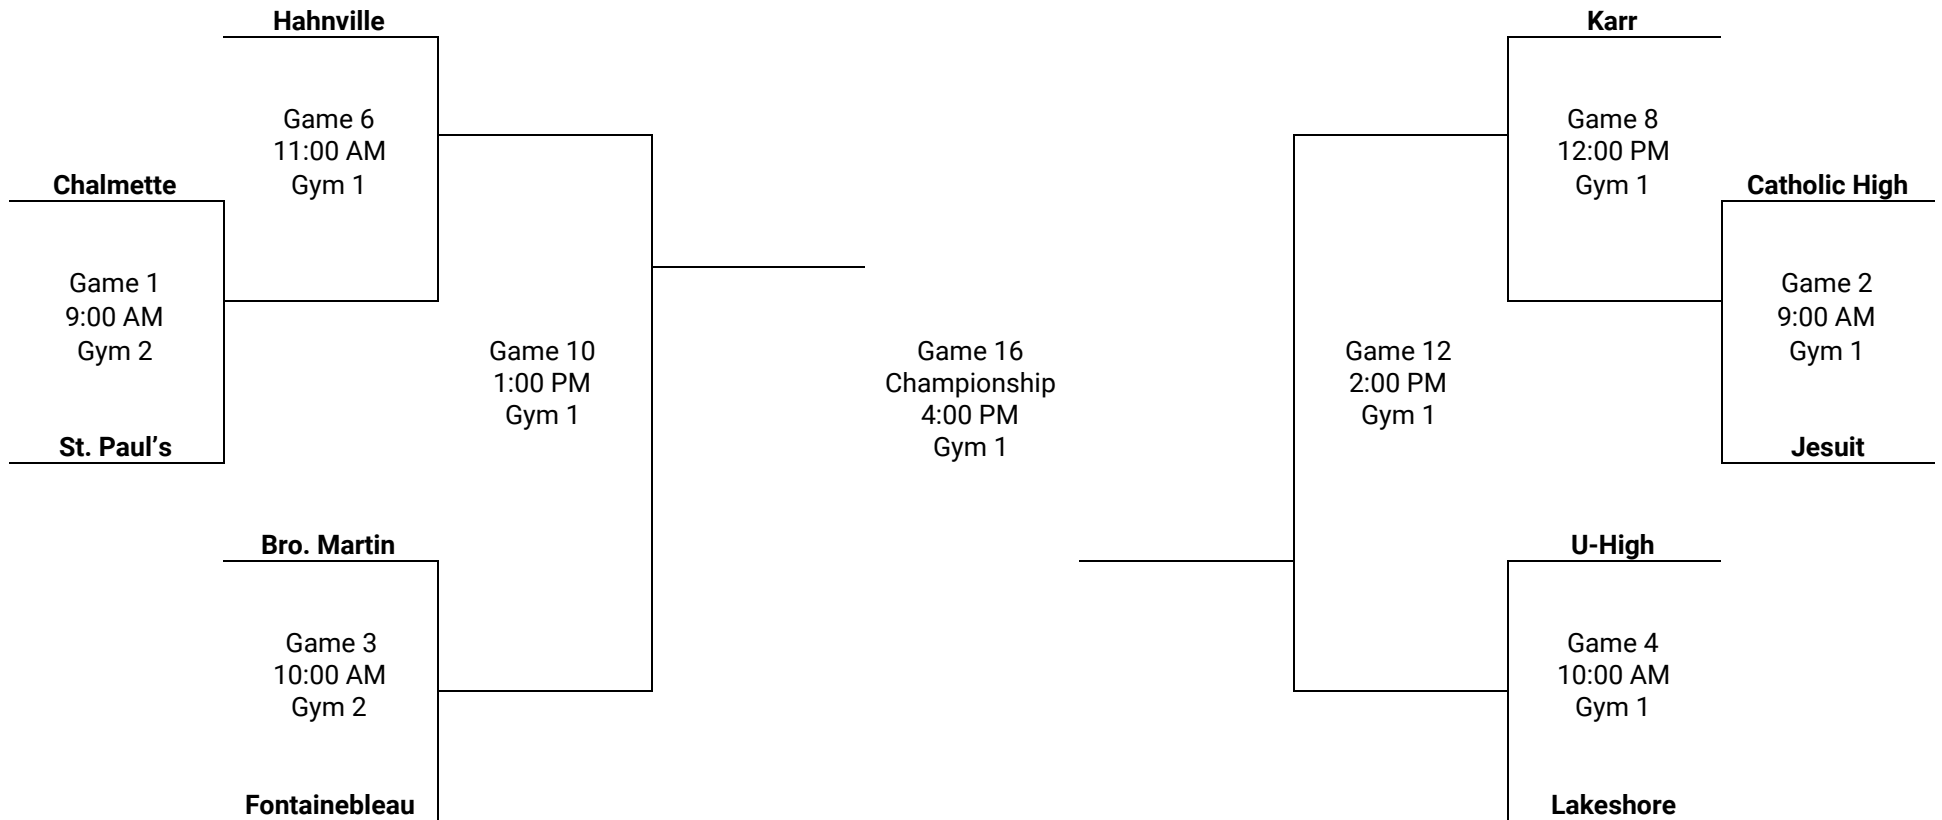 Hahnville
Karr
Game 6
11:00 AM
Gym 1
Game 8
12:00 PM
Gym 1
Chalmette
Catholic High
Game 1
9:00 AM
Gym 2
Game 2
9:00 AM
Gym 1
Game 10
1:00 PM
Gym 1
Game 16
Championship
4:00 PM
Gym 1
Game 12
2:00 PM
Gym 1
St. Paul’s
Jesuit
Bro. Martin
U-High
Game 3
10:00 AM
Gym 2
Game 4
10:00 AM
Gym 1
Fontainebleau
Lakeshore